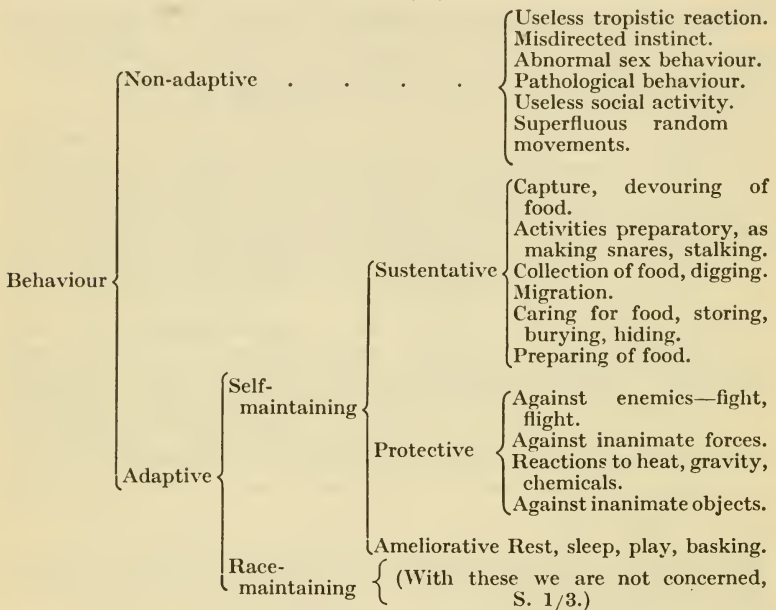 Useless tropistic reaction.
Misdirected instinct.
Abnormal sex behaviour.
Non-adaptive . . . .
Pathological behaviour.
Useless social activity.
Superfluous random
movements.
Capture, devouring of
food.
Activities preparatory, as
making snares, stalking.
Behaviour
Sustentative
Collection of food, digging.
Migration.
Caring for food, storing,
burying, hiding.
Preparing of food.
Self-
maintaining
Against enemies—fight,
flight.
Against inanimate forces.
Protective
Reactions to heat, gravity,
chemicals.
Adaptive
Against inanimate objects.
Ameliorative Rest, sleep, play, basking.
Race-
maintaining
(With these we are not concerned,
S. 1/3.)